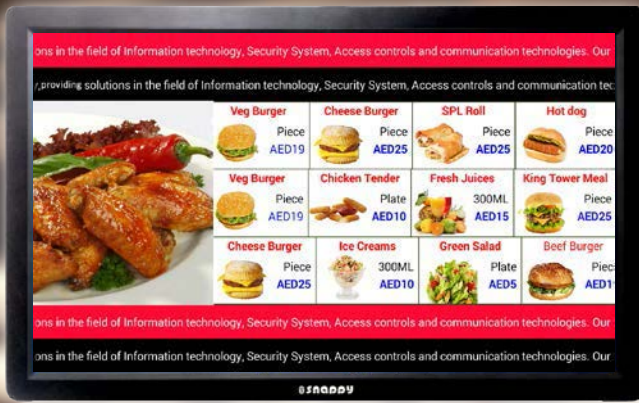 ons in the field of Information technology, Security System, Access controls and communication technologies. Our
providing solutions in the field of Information technology, Security System, Access controls and communication tec
Veg Burger
Piece
AED19
Cheese Burger
Piece
AED25
SPL Roll
Piece
AED25
Hot dog
Piece
AED20
Veg Burger
Piece
AED19
Chicken Tender
Plate
AED10
Fresh Juices
300ML
AED15
King Tower Meal
Piece
AED25
Cheese Burger
Piece
AED25
Ice Creams
300ML
AED10
Green Salad
Plate
AED5
Beef Burger
Piec
AED1
ons in the field of Information technology, Security System, Access controls and communication technologies. Our
ons in the field of Information technology, Security System, Access controls and communication technologies. Our
snappy